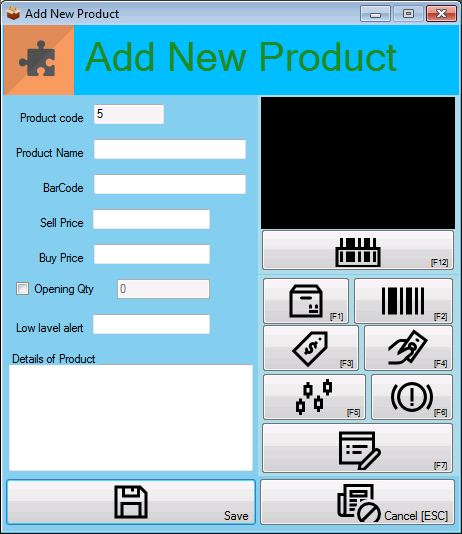 Add New Product
Add New Product
Product code 5
Product Name
BarCode
Sell Price
Buy Price
Opening Qty 0
Low lavel alert
Details of Product
[F12]
[F1] [F2]
[F3] [F4]
[F5] [F6]
[F7]
Save
Cancel [ESC]